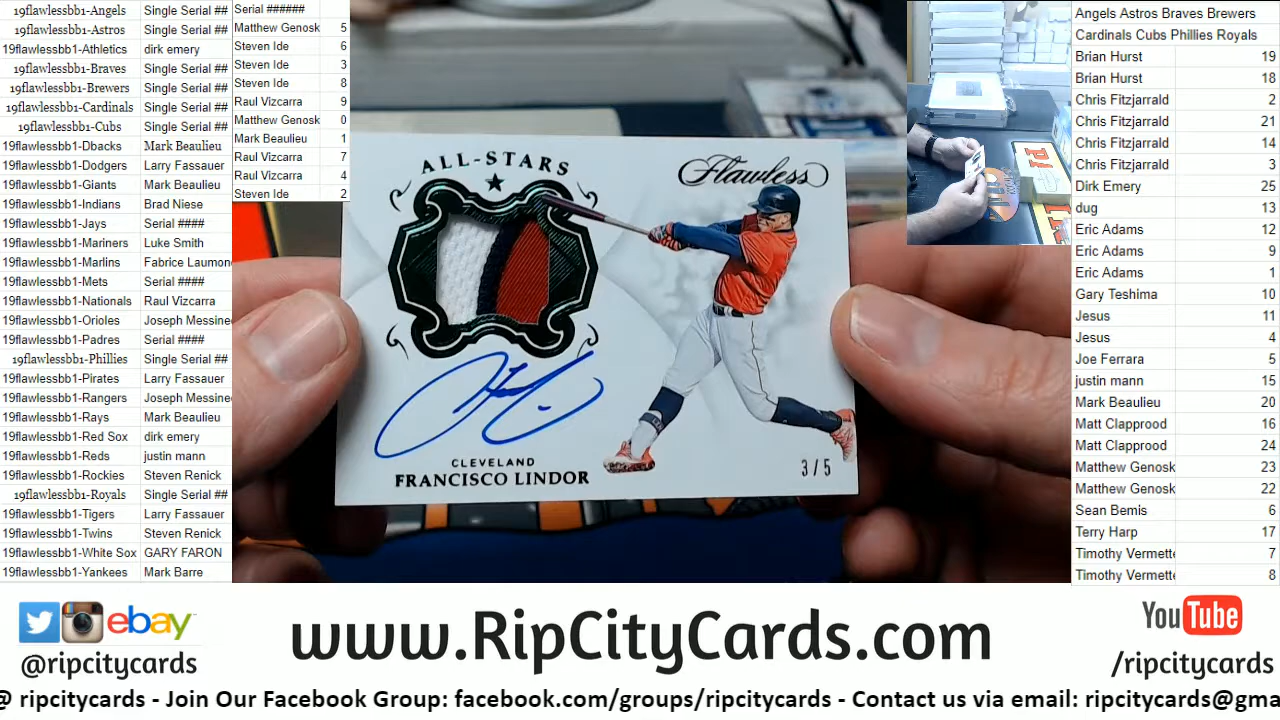 19flawlessbb1-Angels Single Serial ##
19flawlessbb1-Astros Single Serial ##
19flawlessbb1-Athletics dirk emery
19flawlessbb1-Braves Single Serial ##
19flawlessbb1-Brewers Single Serial ##
19flawlessbb1-Cardinals Single Serial ##
19flawlessbb1-Cubs Single Serial ##
19flawlessbb1-Dbacks Mark Beaulieu
19flawlessbb1-Dodgers Larry Fassauer
19flawlessbb1-Giants Mark Beaulieu
19flawlessbb1-Indians Brad Niese
19flawlessbb1-Jays Serial ####
19flawlessbb1-Mariners Luke Smith
19flawlessbb1-Marlins Fabrice Laumon
19flawlessbb1-Mets Serial ####
19flawlessbb1-Nationals Raul Vizcarra
19flawlessbb1-Orioles Joseph Messine
19flawlessbb1-Padres Serial ####
19flawlessbb1-Phillies Single Serial ##
19flawlessbb1-Pirates Larry Fassauer
19flawlessbb1-Rangers Joseph Messine
19flawlessbb1-Rays Mark Beaulieu
19flawlessbb1-Red Sox dirk emery
19flawlessbb1-Reds justin mann
19flawlessbb1-Rockies Steven Renick
19flawlessbb1-Royals Single Serial ##
19flawlessbb1-Tigers Larry Fassauer
19flawlessbb1-Twins Steven Renick
19flawlessbb1-White Sox GARY FARON
19flawlessbb1-Yankees Mark Barre
Serial ######
Matthew Genosk 5
Steven Ide 6
Steven Ide 3
Steven Ide 8
Raul Vizcarra 9
Matthew Genosk 0
Mark Beaulieu 1
Raul Vizcarra 7
Raul Vizcarra 4
Steven Ide 2
ALL-STARS
Flawless
CLEVELAND
FRANCISCO LINDOR
3/5
Angels Astros Braves Brewers
Cardinals Cubs Phillies Royals
Brian Hurst 19
Brian Hurst 18
Chris Fitzjarrald 2
Chris Fitzjarrald 21
Chris Fitzjarrald 14
Chris Fitzjarrald 3
Dirk Emery 25
dug 13
Eric Adams 12
Eric Adams 9
Eric Adams 1
Gary Teshima 10
Jesus 11
Jesus 4
Joe Ferrara 5
justin mann 15
Mark Beaulieu 20
Matt Clapprood 16
Matt Clapprood 24
Matthew Genosk 23
Matthew Genosk 22
Sean Bemis 6
Terry Harp 17
Timothy Vermette 7
Timothy Vermette 8
ebay
@ripcitycards
www.RipCityCards.com
YouTube
/ripcitycards
@ ripcitycards - Join Our Facebook Group: facebook.com/groups/ripcitycards - Contact us via email: ripcitycards@gma